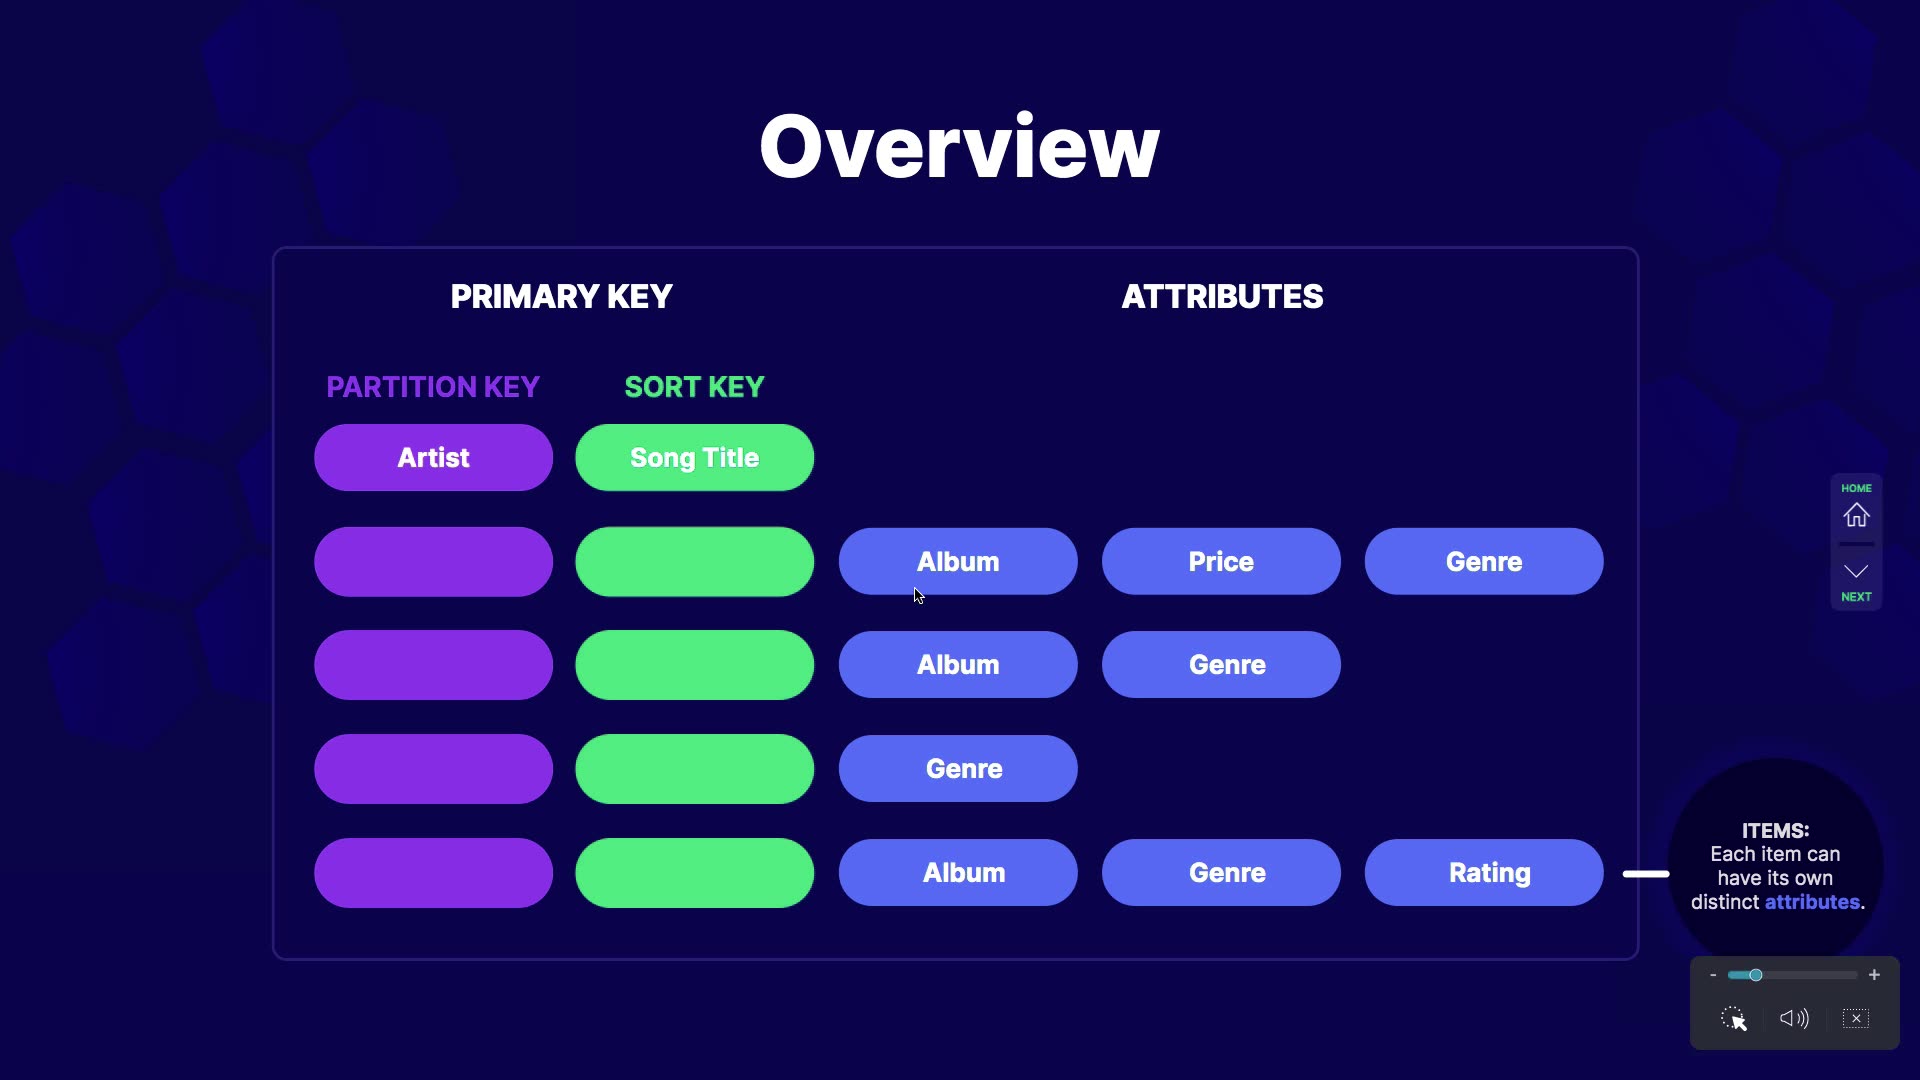 Overview
PRIMARY KEY
ATTRIBUTES
PARTITION KEY
SORT KEY
Artist
Song Title
Album
Price
Genre
Album
Genre
Genre
Album
Genre
Rating
HOME
NEXT
ITEMS:
Each item can
have its own
distinct attributes.
- +